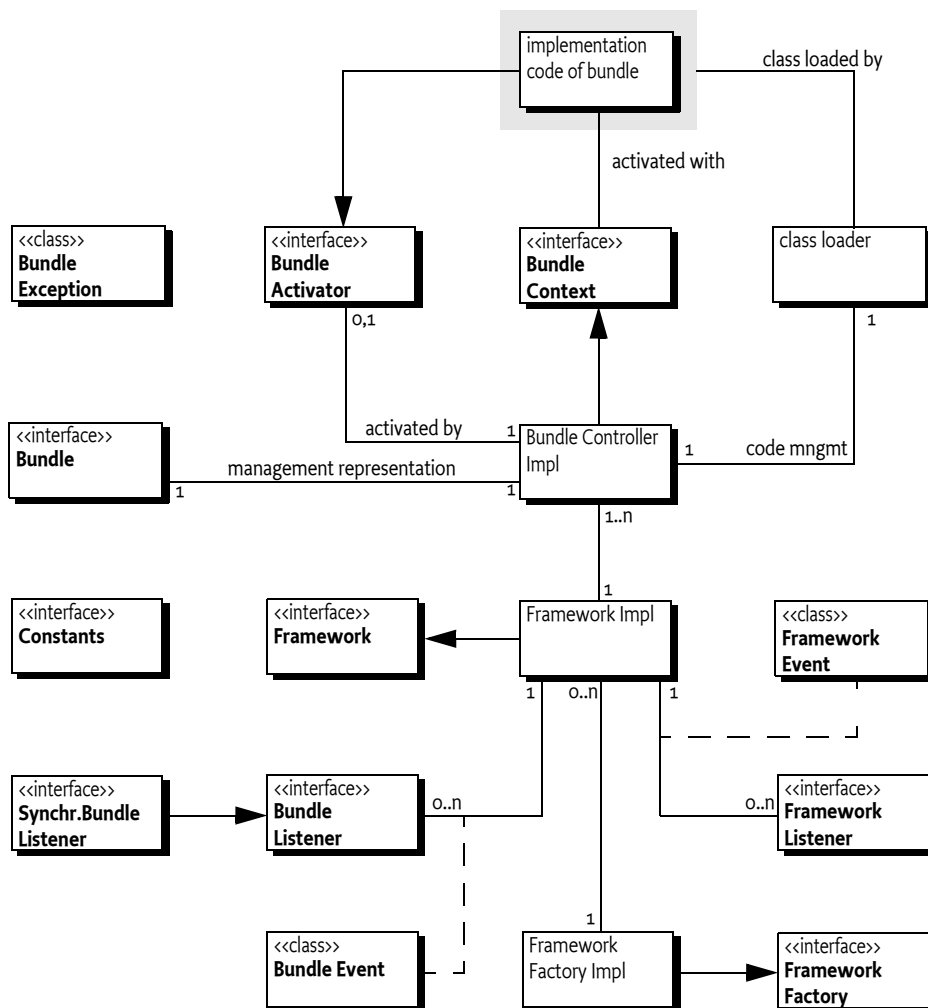 implementation
code of bundle
class loaded by
activated with
<<class>>
Bundle
Exception
<<interface>>
Bundle
Activator
<<interface>>
Bundle
Context
class loader
0,1
1
activated by
1
<<interface>>
Bundle
Bundle Controller
Impl
1
code mngmt
management representation
1
1
1..n
1
<<interface>>
Constants
<<interface>>
Framework
Framework Impl
<<class>>
Framework
Event
1
0..n
1
<<interface>>
Synchr.Bundle
Listener
<<interface>>
Bundle
Listener
0..n
0..n
<<interface>>
Framework
Listener
1
<<class>>
Bundle Event
Framework
Factory Impl
<<interface>>
Framework
Factory